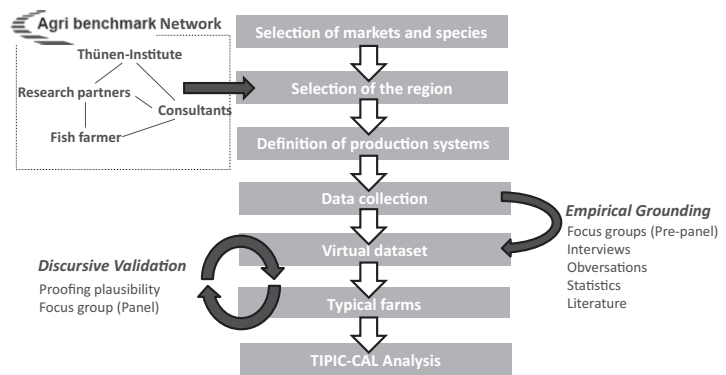 Agri benchmark Network
Thünen-Institute
Research partners
Consultants
Fish farmer
Selection of markets and species
Selection of the region
Definition of production systems
Data collection
Virtual dataset
Typical farms
TIPIC-CAL Analysis
Empirical Grounding
Focus groups (Pre-panel)
Interviews
Obversations
Statistics
Literature
Discursive Validation
Proofing plausibility
Focus group (Panel)